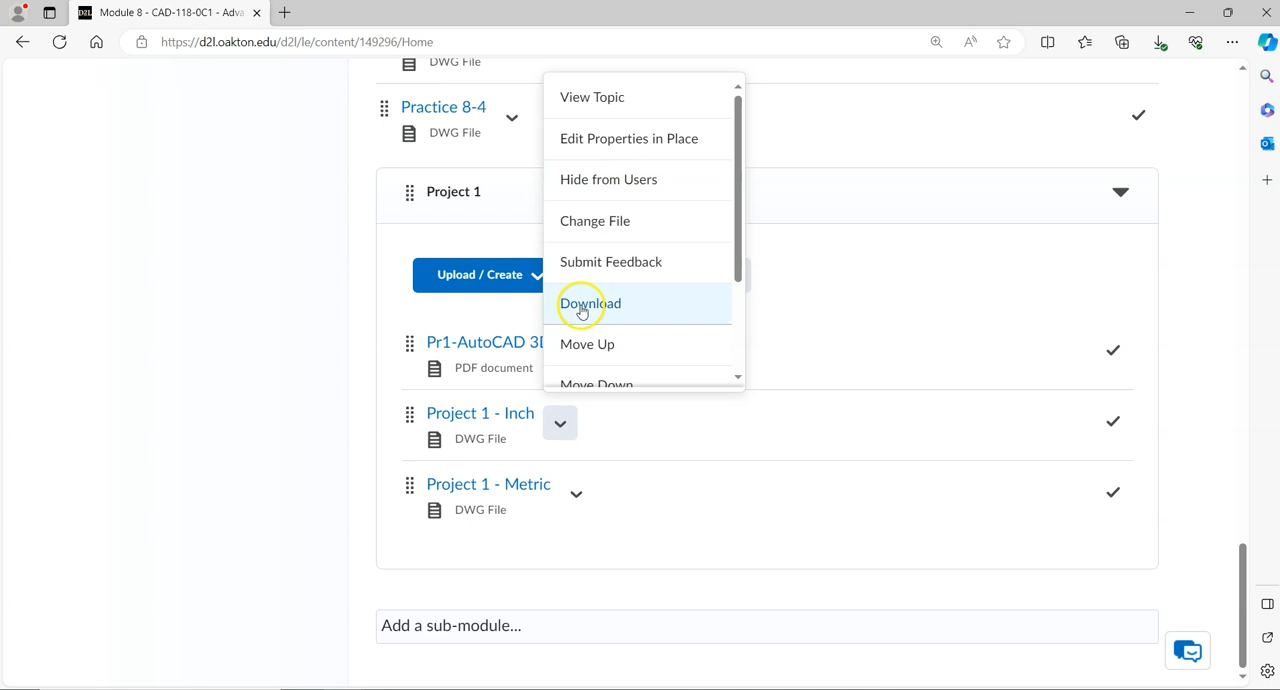 D2L Module 8 - CAD-118-0C1 - Adva
https://d2l.oakton.edu/d2l/le/content/149296/Home
DWG File
Practice 8-4
DWG File
Project 1
Upload / Create
View Topic
Edit Properties in Place
Hide from Users
Change File
Submit Feedback
Download
Move Up
Move Down
Pr1-AutoCAD 3D
PDF document
Project 1 - Inch
DWG File
Project 1 - Metric
DWG File
Add a sub-module...